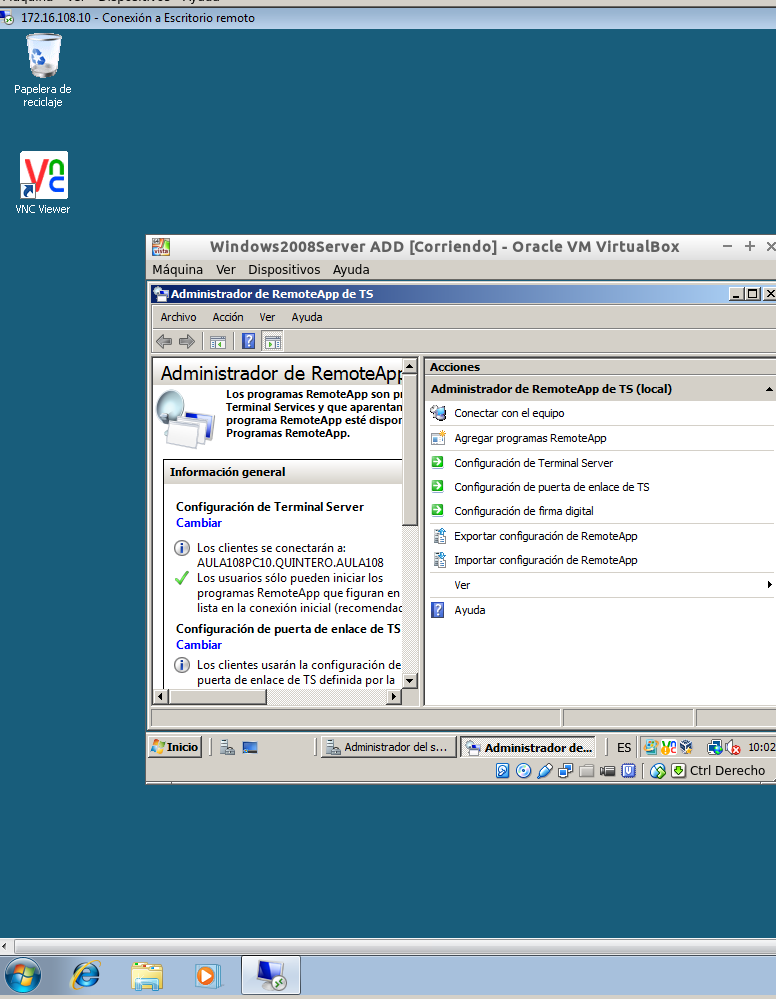 Máquina Ver Dispositivos Ayuda
172.16.108.10 - Conexión a Escritorio remoto
Papelera de
reciclaje
VNC Viewer
Windows2008Server ADD [Corriendo] - Oracle VM VirtualBox
Máquina Ver Dispositivos Ayuda
Administrador de RemoteApp de TS
Archivo Acción Ver Ayuda
Administrador de RemoteApp
Los programas RemoteApp son pr
Terminal Services y que aparentan
programa RemoteApp esté dispor
Programas RemoteApp.
Información general
Configuración de Terminal Server
Cambiar
Los clientes se conectarán a:
AULA108PC10.QUINTERO.AULA108
Los usuarios sólo pueden iniciar los
programas RemoteApp que figuran en
lista en la conexión inicial (recomendac
Configuración de puerta de enlace de TS
Cambiar
Los clientes usarán la configuración de
puerta de enlace de TS definida por la
Acciones
Administrador de RemoteApp de TS (local)
Conectar con el equipo
Agregar programas RemoteApp
Configuración de Terminal Server
Configuración de puerta de enlace de TS
Configuración de firma digital
Exportar configuración de RemoteApp
Importar configuración de RemoteApp
Ver
Ayuda
Inicio
Administrador del s...
Administrador de...
ES
10:02
Ctrl Derecho